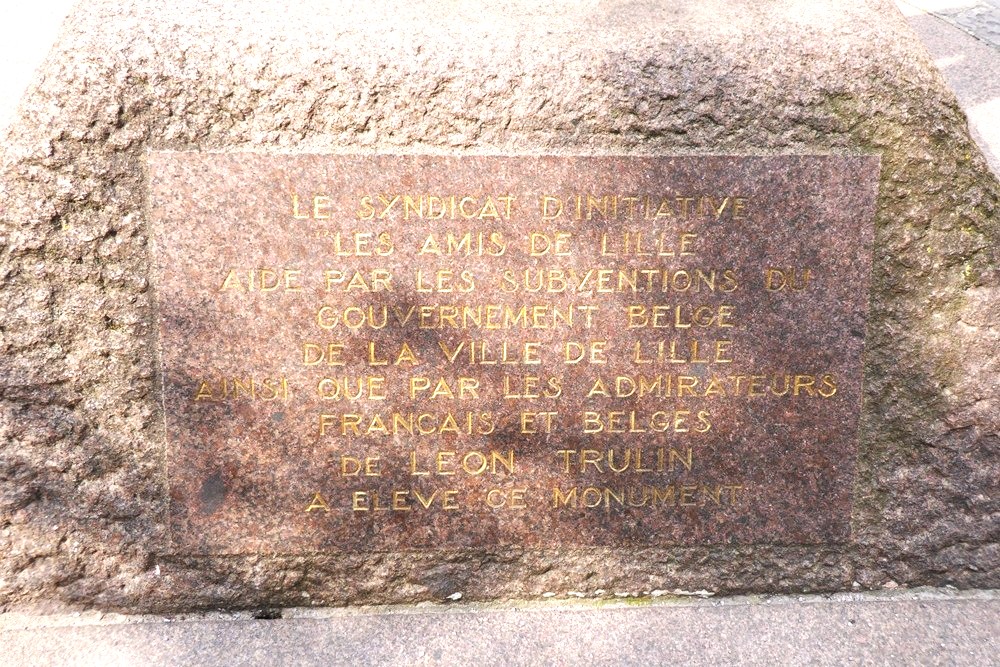 LE SYNDICAT D'INITIATIVE
"LES AMIS DE LILLE
AIDE PAR LES SUBVENTIONS DU
GOUVERNEMENT BELGE
DE LA VILLE DE LILLE
AINSI QUE PAR LES ADMIRATEURS
FRANÇAIS ET BELGES
DE LEON TRULIN
A ELEVE CE MONUMENT